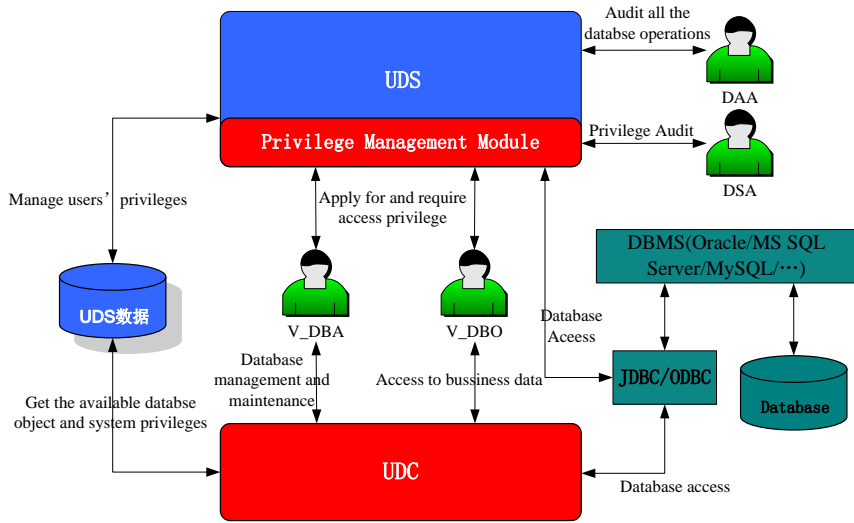 Audit all the
databse operations
UDS
DAA
Privilege Management Module
Privilege Audit
DSA
Manage users’ privileges
Apply for and require
access privilege
DBMS(Oracle/MS SQL
Server/MySQL/…)
UDS数据
V_DBA
V_DBO
Database
Aceess
Database
management and
maintenance
Access to bussiness data
JDBC/ODBC
Database
Get the available databse
object and system privileges
UDC
Database access